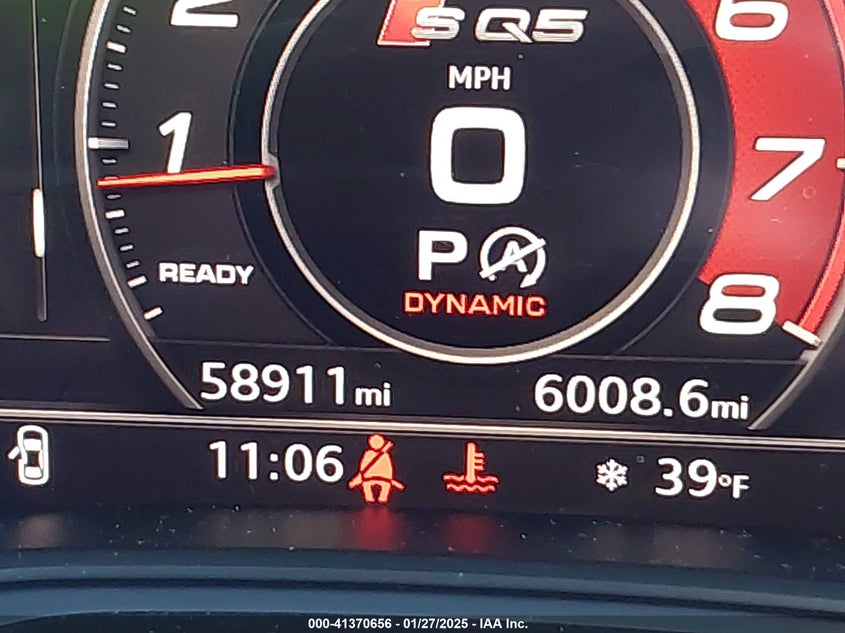 2
6
SQ5
MPH
1
0
7
P A
READY
DYNAMIC
8
58911mi
6008.6mi
11:06
39°F
000-41370656 - 01/27/2025 - IAA Inc.